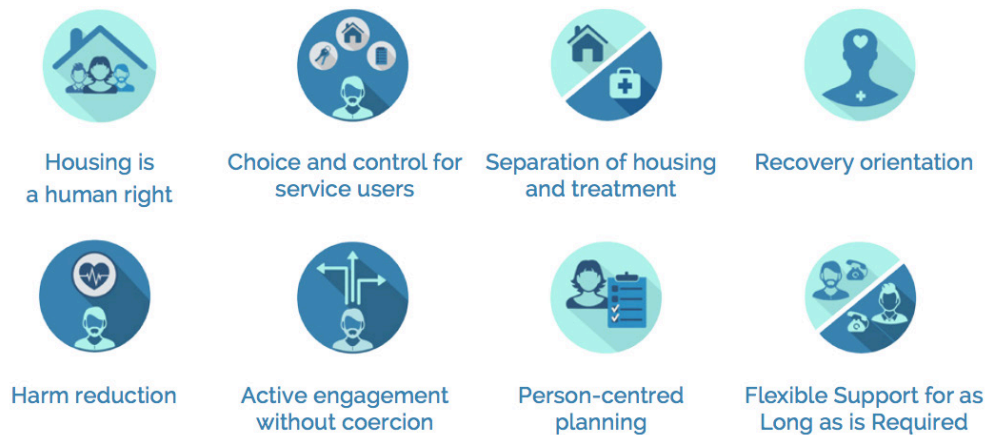 Housing is
a human right
Choice and control for
service users
Separation of housing
and treatment
Recovery orientation
Harm reduction
Active engagement
without coercion
Person-centred
planning
Flexible Support for as
Long as is Required